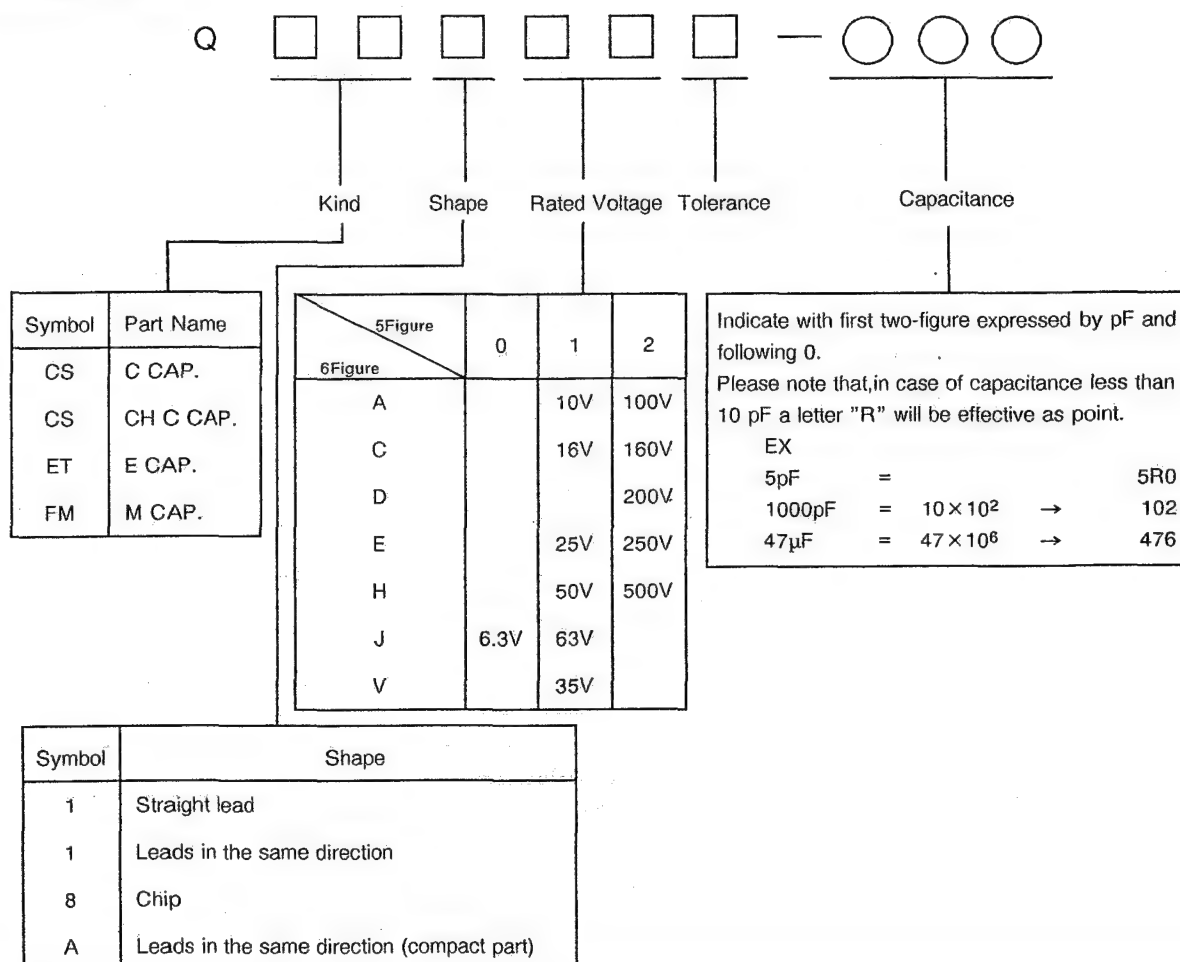 Q □ □ □ □ □ □ — ○ ○ ○
Kind Shape Rated Voltage Tolerance Capacitance
Symbol Part Name
CS C CAP.
CS CH C CAP.
ET E CAP.
FM M CAP.
5Figure
6Figure
0 1 2
A 10V 100V
C 16V 160V
D 200V
E 25V 250V
H 50V 500V
J 6.3V 63V
V 35V
Indicate with first two-figure expressed by pF and
following 0.
Please note that,in case of capacitance less than
10 pF a letter "R" will be effective as point.
EX
5pF = 5R0
1000pF = 10×10² → 102
47μF = 47×10⁶ → 476
Symbol Shape
1 Straight lead
1 Leads in the same direction
8 Chip
A Leads in the same direction (compact part)